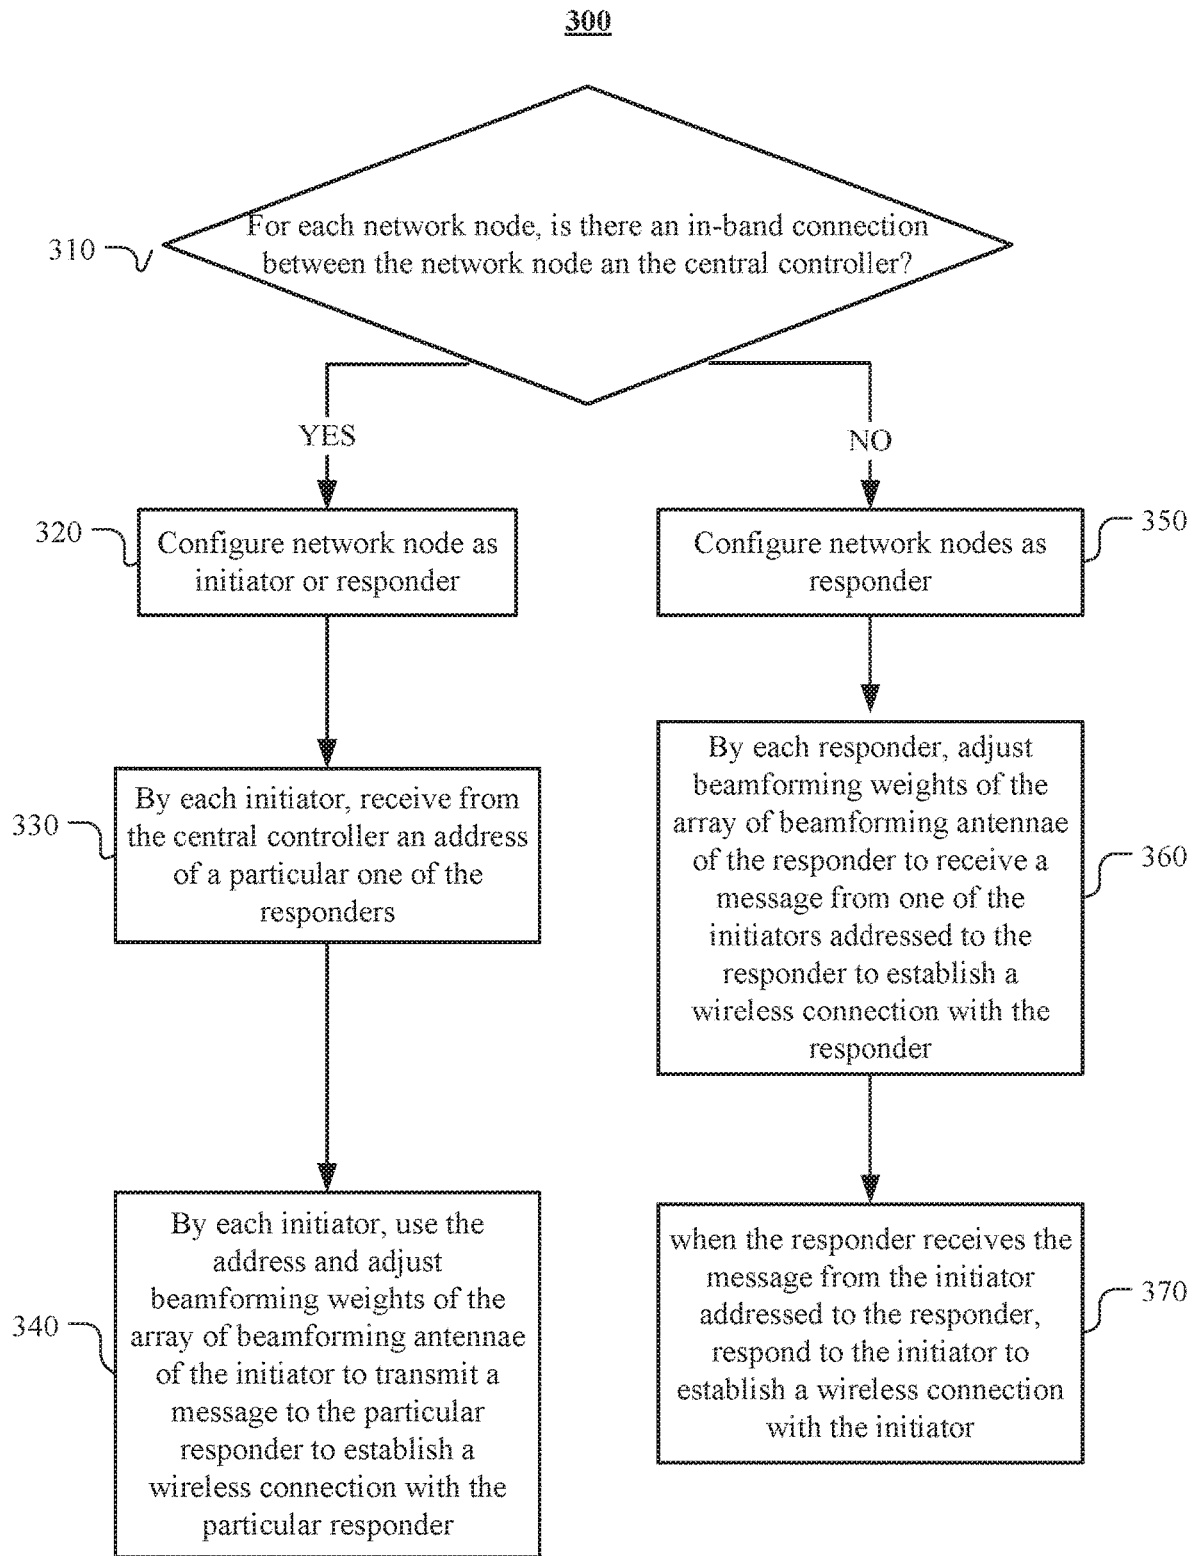 300
310
For each network node, is there an in-band connection
between the network node an the central controller?
YES
NO
320
Configure network node as
initiator or responder
350
Configure network nodes as
responder
330
By each initiator, receive from
the central controller an address
of a particular one of the
responders
360
By each responder, adjust
beamforming weights of the
array of beamforming antennae
of the responder to receive a
message from one of the
initiators addressed to the
responder to establish a
wireless connection with the
responder
340
By each initiator, use the
address and adjust
beamforming weights of the
array of beamforming antennae
of the initiator to transmit a
message to the particular
responder to establish a
wireless connection with the
particular responder
370
when the responder receives the
message from the initiator
addressed to the responder,
respond to the initiator to
establish a wireless connection
with the initiator